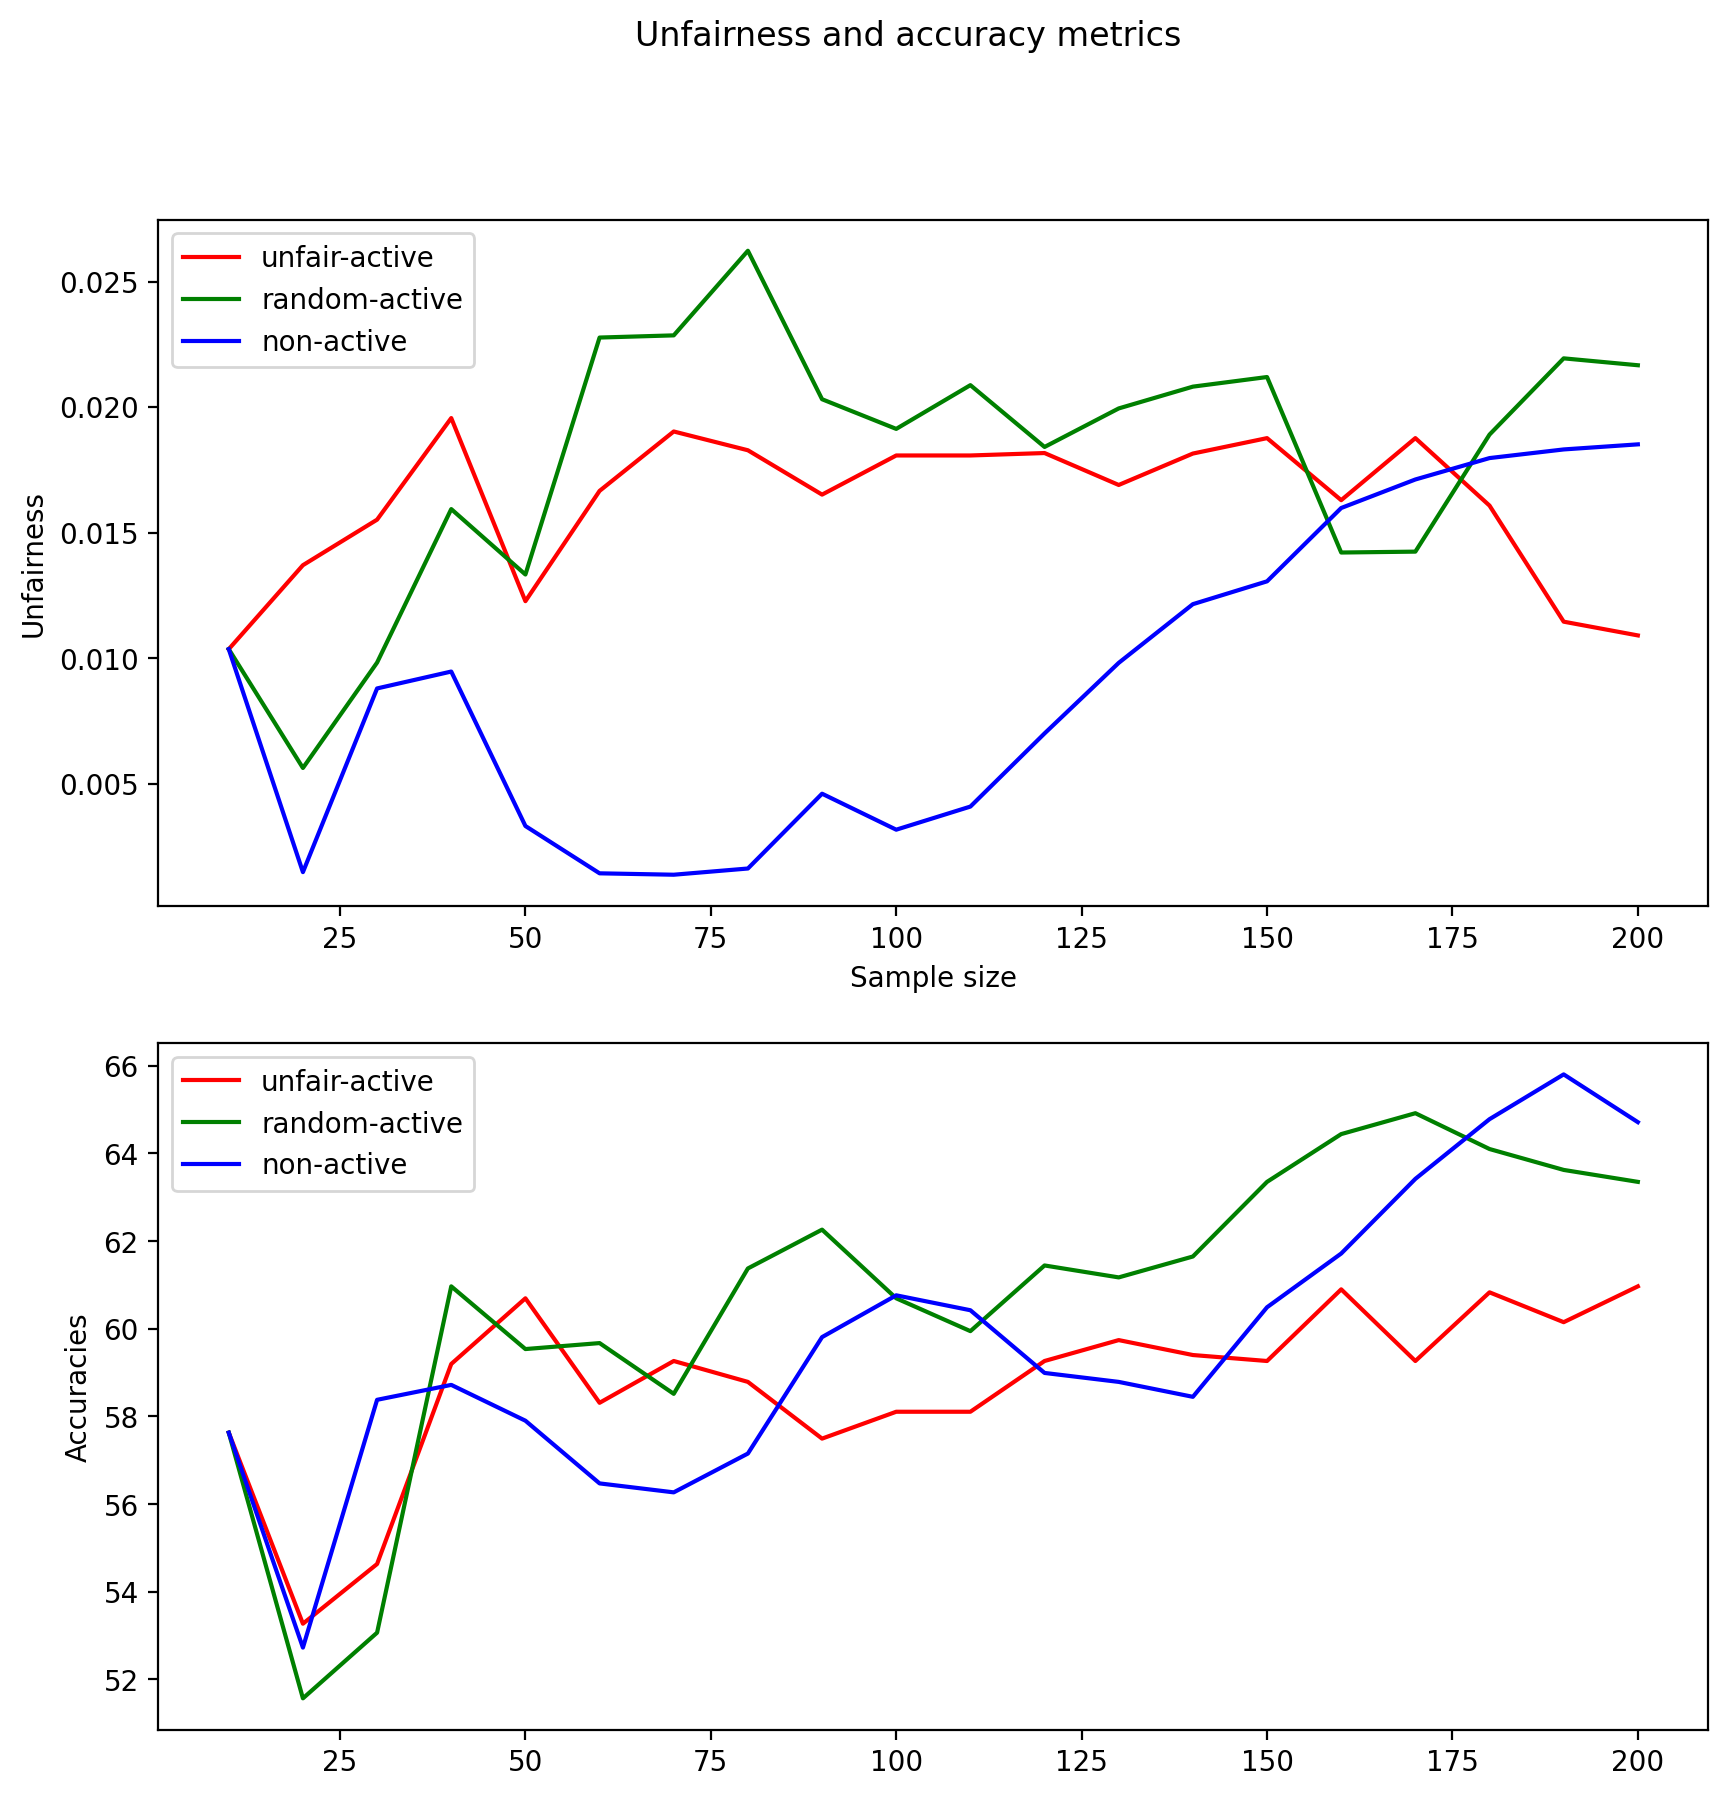 Unfairness and accuracy metrics
unfair-active
random-active
non-active
0.025
0.020
0.015
0.010
0.005
Unfairness
25 50 75 100 125 150 175 200
Sample size
unfair-active
random-active
non-active
66
64
62
60
58
56
54
52
Accuracies
25 50 75 100 125 150 175 200